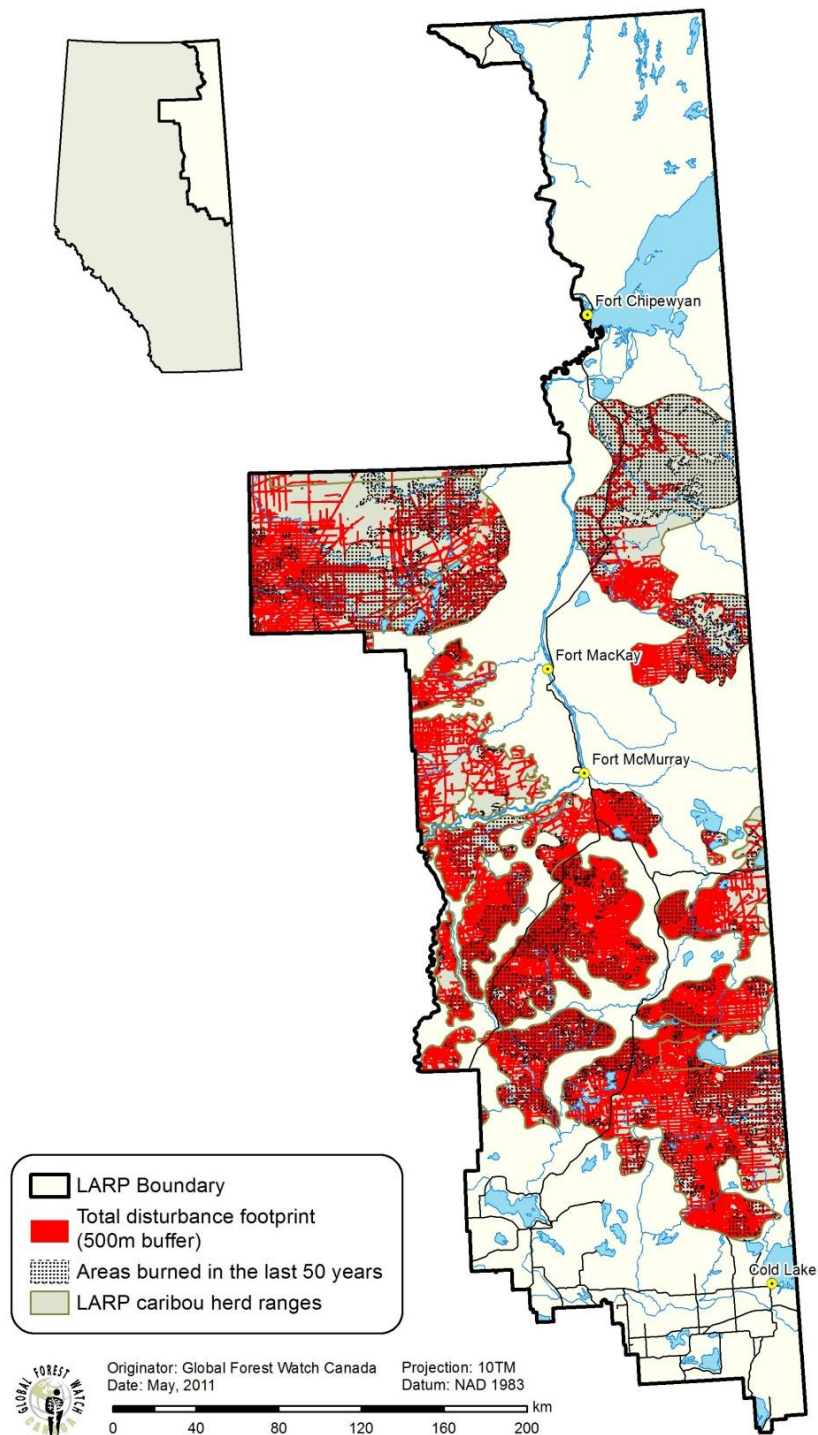 Fort Chipewyan
Fort MacKay
Fort McMurray
Cold Lake
LARP Boundary
Total disturbance footprint
(500m buffer)
Areas burned in the last 50 years
LARP caribou herd ranges
GLOBAL FOREST WATCH
CANADA
Originator: Global Forest Watch Canada Projection: 10TM
Date: May, 2011 Datum: NAD 1983
km
0 40 80 120 160 200